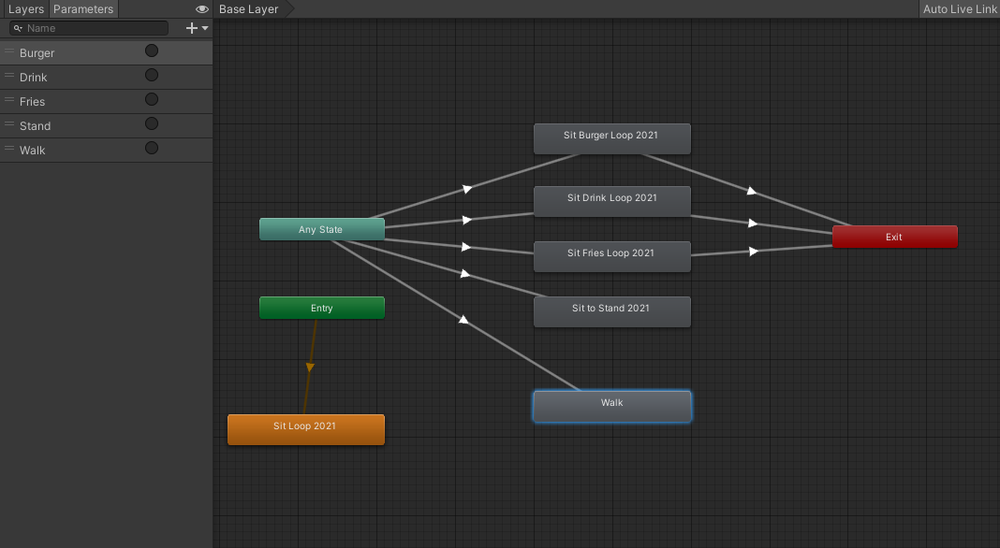 Layers Parameters
Base Layer
Auto Live Link
Name
Burger
Drink
Fries
Stand
Walk
Sit Burger Loop 2021
Sit Drink Loop 2021
Any State
Exit
Sit Fries Loop 2021
Entry
Sit to Stand 2021
Walk
Sit Loop 2021